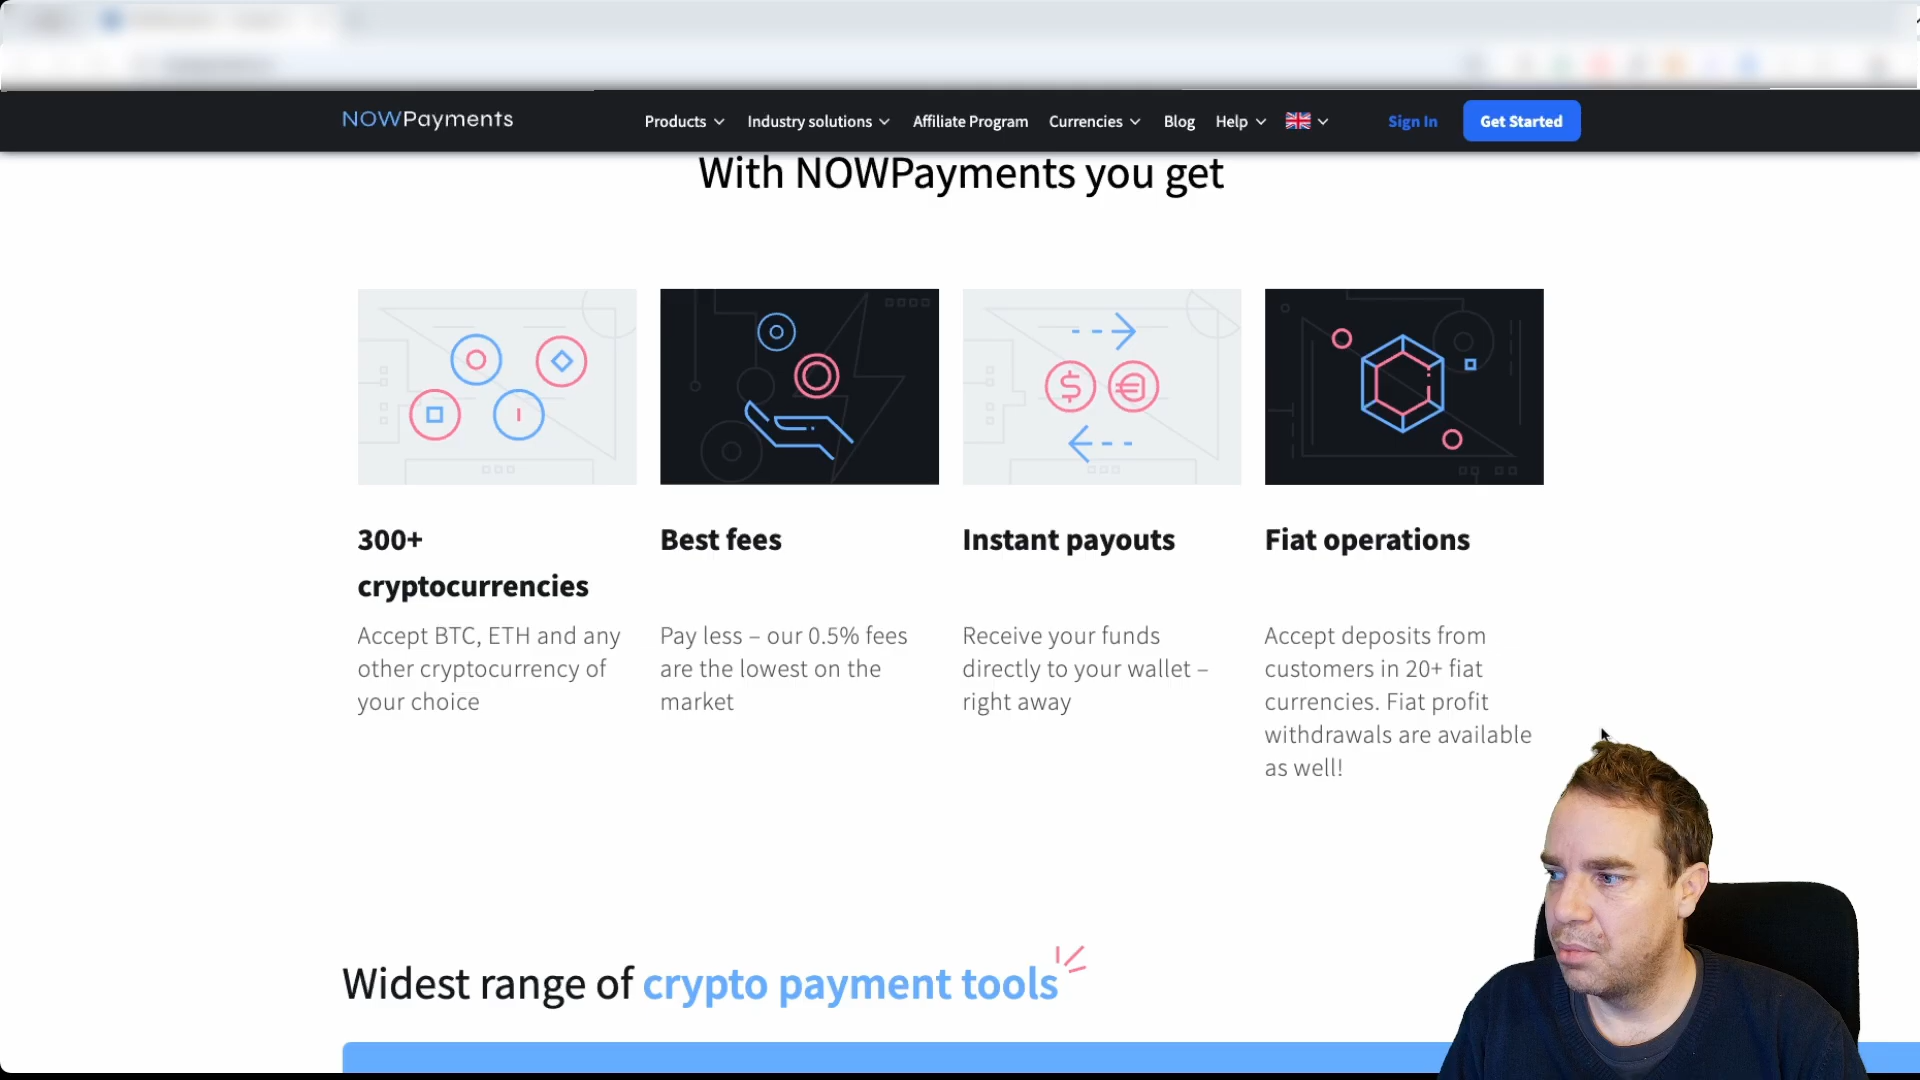 NOWPayments
Products
Industry solutions
Affiliate Program
Currencies
Blog
Help
Sign In
Get Started
With NOWPayments you get
300+
cryptocurrencies
Accept BTC, ETH and any
other cryptocurrency of
your choice
Best fees
Pay less – our 0.5% fees
are the lowest on the
market
Instant payouts
Receive your funds
directly to your wallet –
right away
Fiat operations
Accept deposits from
customers in 20+ fiat
currencies. Fiat profit
withdrawals are available
as well!
Widest range of crypto payment tools